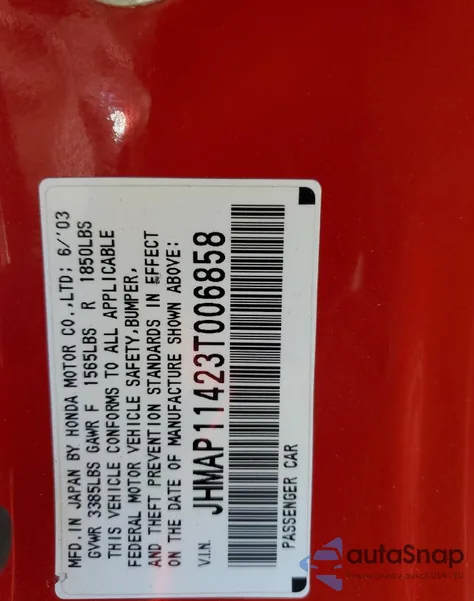 MFD. IN JAPAN BY HONDA MOTOR CO.,LTD; 6/'03
GVWR 3385LBS GAWR F 1565LBS R 1850LBS
THIS VEHICLE CONFORMS TO ALL APPLICABLE
FEDERAL MOTOR VEHICLE SAFETY,BUMPER,
AND THEFT PREVENTION STANDARDS IN EFFECT
ON THE DATE OF MANUFACTURE SHOWN ABOVE:
V.I.N. JHMAP11423T006858
PASSENGER CAR
autoSnap